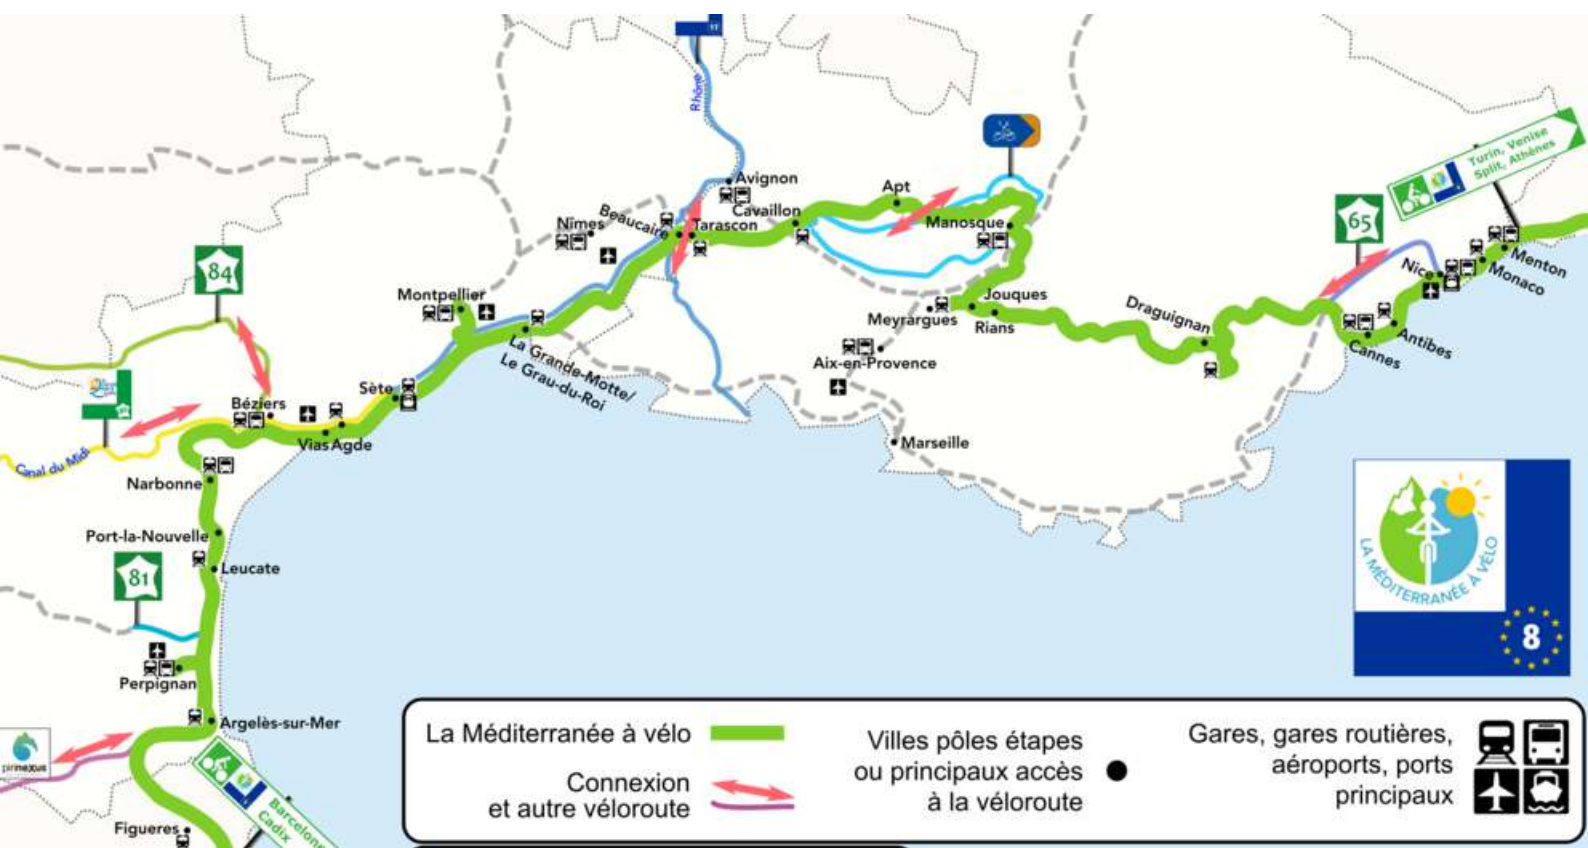 17
Rhône
Turin, Venise
Split, Athènes
Avignon
Apt
Cavaillon
Beaucaire
Tarascon
Nîmes
Manosque
65
Menton
Monaco
Nice
84
Montpellier
Jouques
Meyrargues
Rians
Draguignan
Antibes
Cannes
Aix-en-Provence
La Grande-Motte/
Le Grau-du-Roi
Sète
Béziers
Vias
Agde
Marseille
Canal du Midi
Narbonne
Port-la-Nouvelle
Leucate
81
LA MÉDITERRANÉE À VÉLO
8
Perpignan
Argelès-sur-Mer
pirinexus
Barcelone
Cadix
Figueres
La Méditerranée à vélo
Connexion
et autre véloroute
Villes pôles étapes
ou principaux accès
à la véloroute
Gares, gares routières,
aéroports, ports
principaux